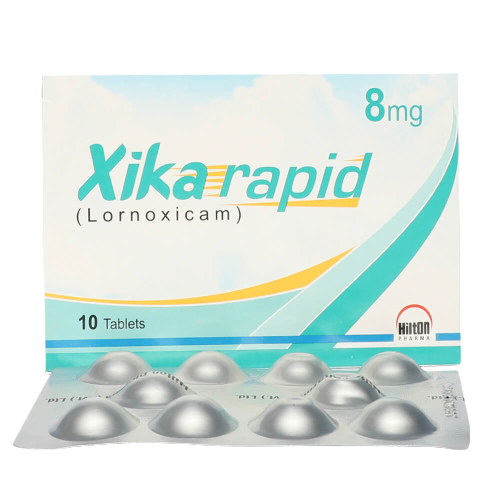 8mg
Xika rapid
(Lornoxicam)
10 Tablets
HiltOn
PHARMA